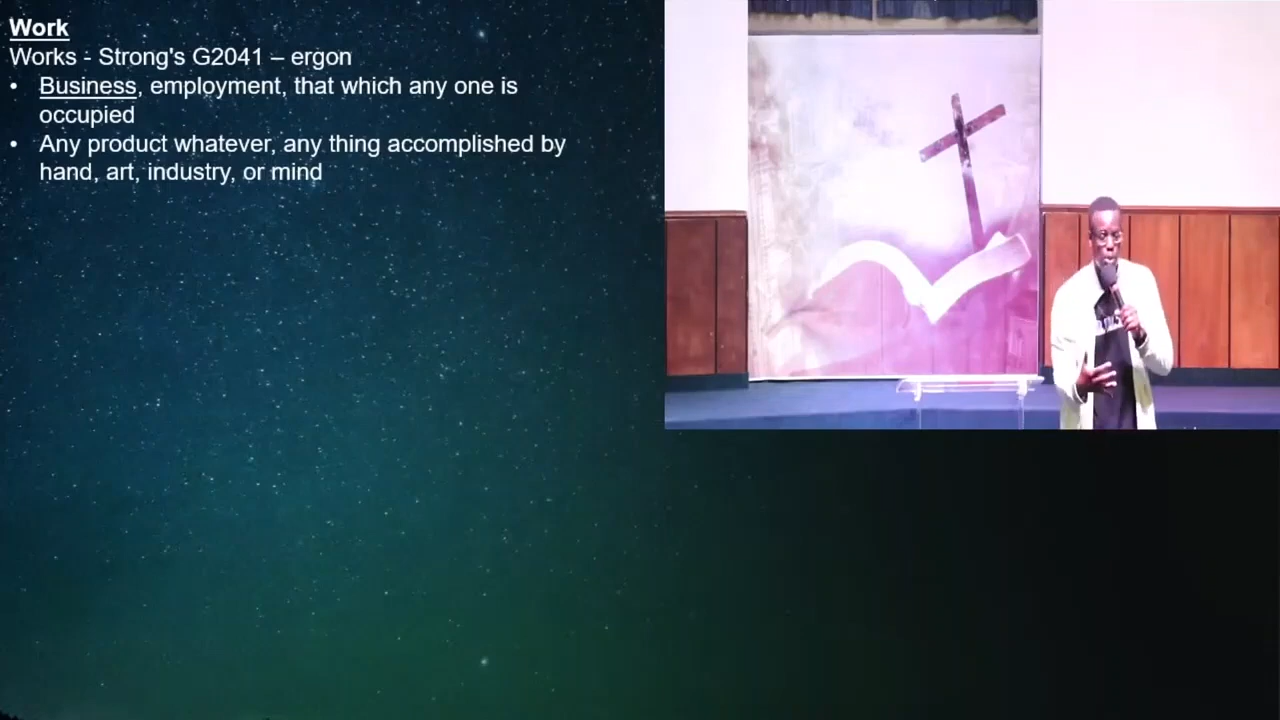 Work
Works - Strong's G2041 – ergon
• Business, employment, that which any one is
occupied
• Any product whatever, any thing accomplished by
hand, art, industry, or mind